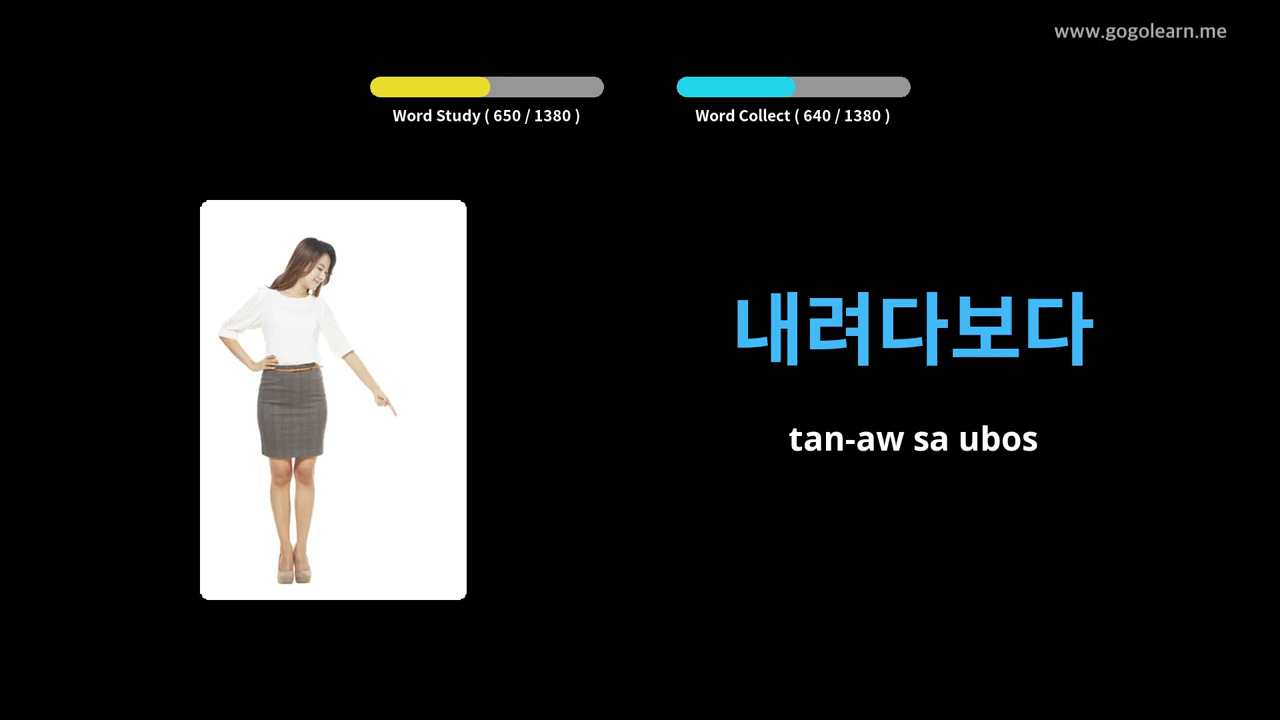 www.gogolearn.me
Word Study ( 650 / 1380 )
Word Collect ( 640 / 1380 )
내려다보다
tan-aw sa ubos